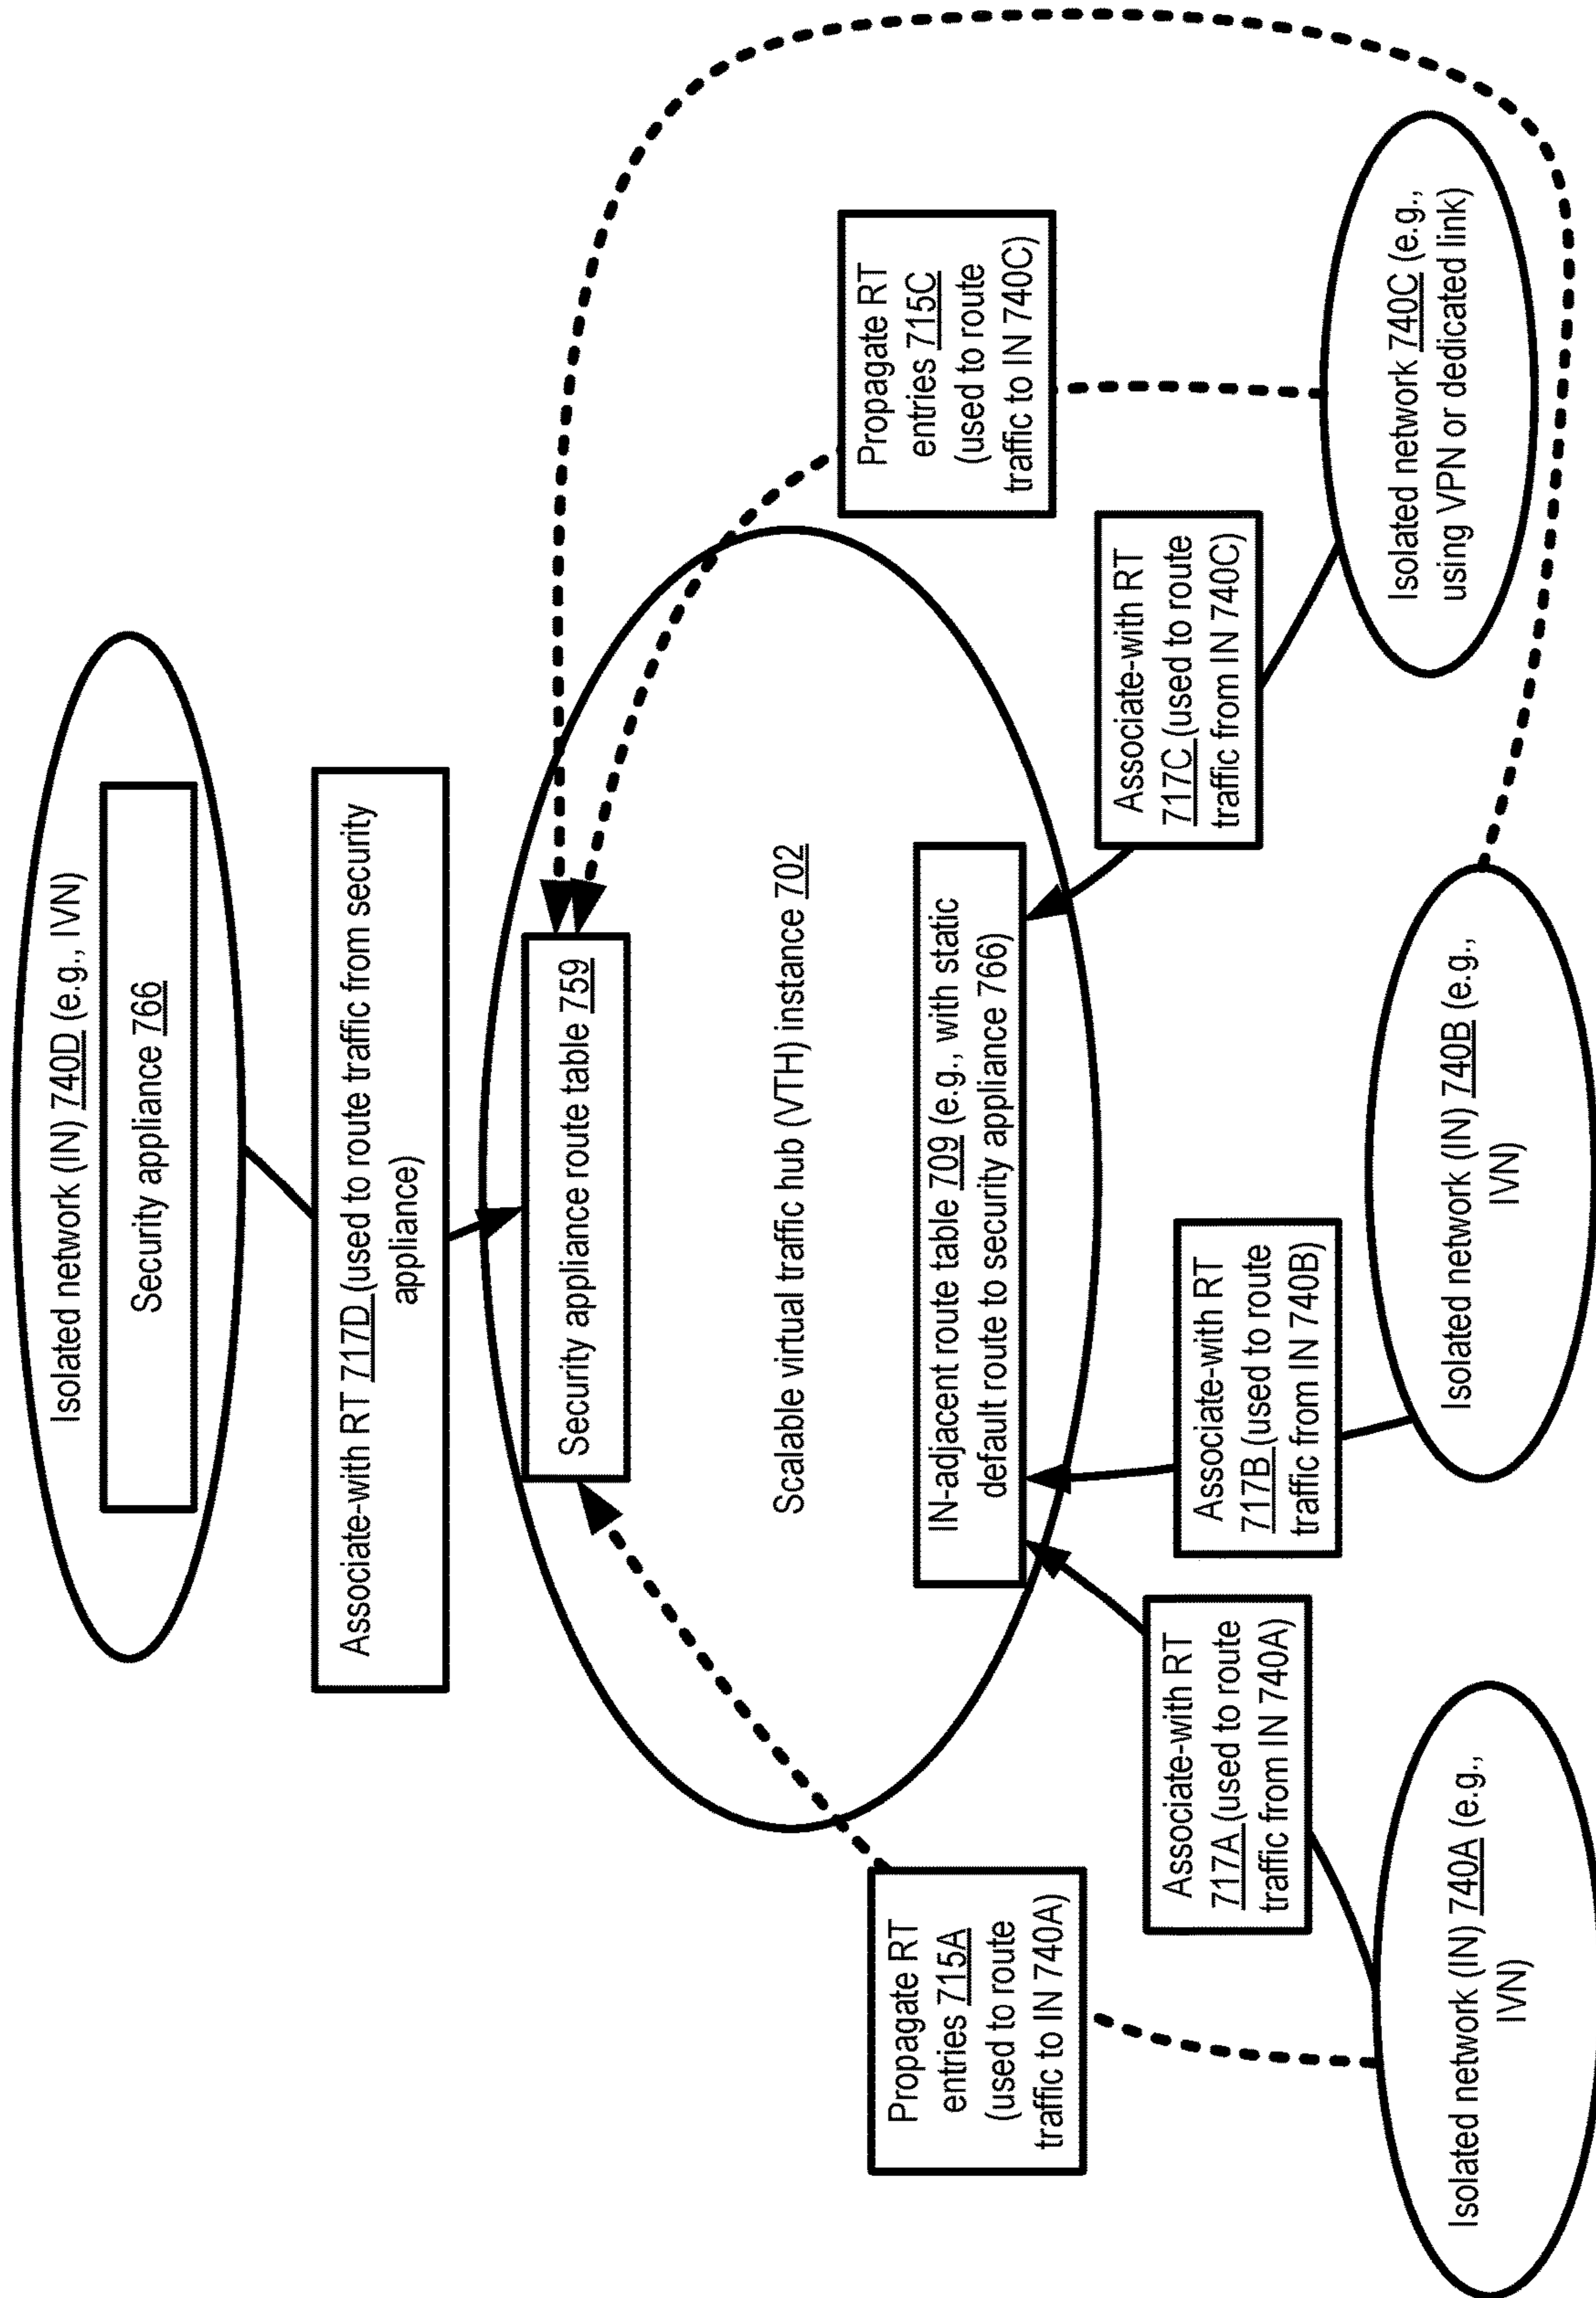 Isolated network (IN) 740D (e.g., IVN)
Security appliance 766
Associate-with RT 717D (used to route traffic from security
appliance)
Security appliance route table 759
Scalable virtual traffic hub (VTH) instance 702
IN-adjacent route table 709 (e.g., with static
default route to security appliance 766)
Propagate RT
entries 715A
(used to route
traffic to IN 740A)
Propagate RT
entries 715C
(used to route
traffic to IN 740C)
Associate-with RT
717A (used to route
traffic from IN 740A)
Associate-with RT
717B (used to route
traffic from IN 740B)
Associate-with RT
717C (used to route
traffic from IN 740C)
Isolated network (IN) 740A (e.g.,
IVN)
Isolated network (IN) 740B (e.g.,
IVN)
Isolated network 740C (e.g.,
using VPN or dedicated link)